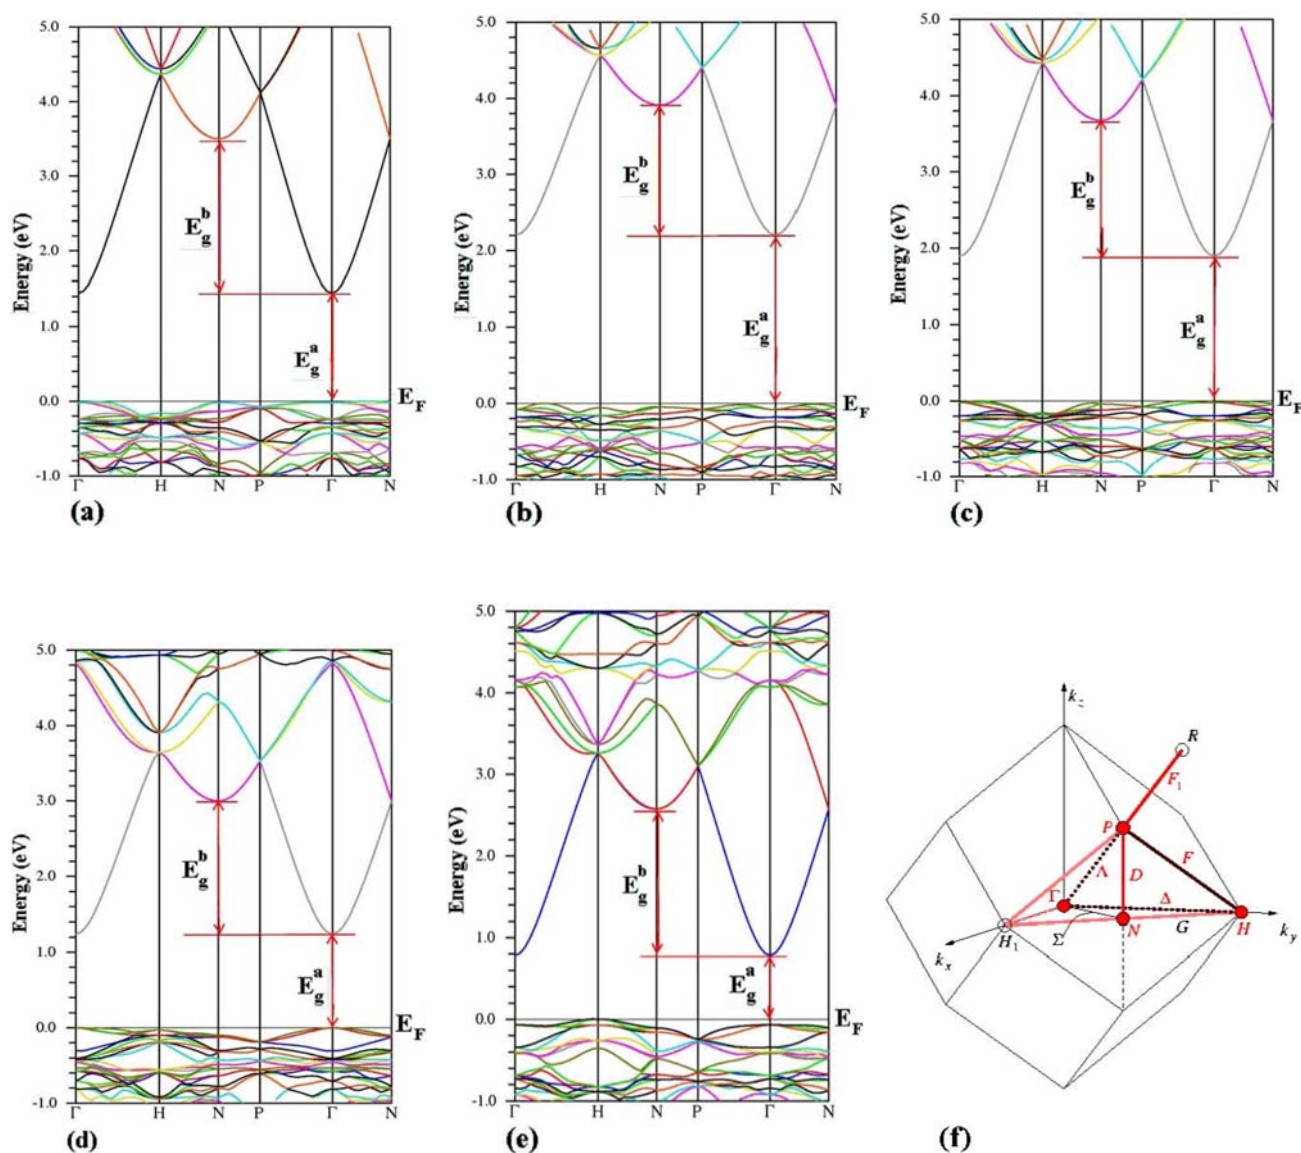 5.0
4.0
3.0
2.0
1.0
0.0
-1.0
Energy (eV)
E_g^b
E_g^a
E_F
Γ H N P Γ N
(a)
5.0
4.0
3.0
2.0
1.0
0.0
-1.0
Energy (eV)
E_g^b
E_g^a
E_F
Γ H N P Γ N
(b)
5.0
4.0
3.0
2.0
1.0
0.0
-1.0
Energy (eV)
E_g^b
E_g^a
E_F
Γ H N P Γ N
(c)
5.0
4.0
3.0
2.0
1.0
0.0
-1.0
Energy (eV)
E_g^b
E_g^a
E_F
Γ H N P Γ N
(d)
5.0
4.0
3.0
2.0
1.0
0.0
-1.0
Energy (eV)
E_g^b
E_g^a
E_F
Γ H N P Γ N
(e)
k_z
R
F_1
P
F
Λ
D
Γ
Δ
H_1
Σ
N
G
H
k_y
k_x
(f)